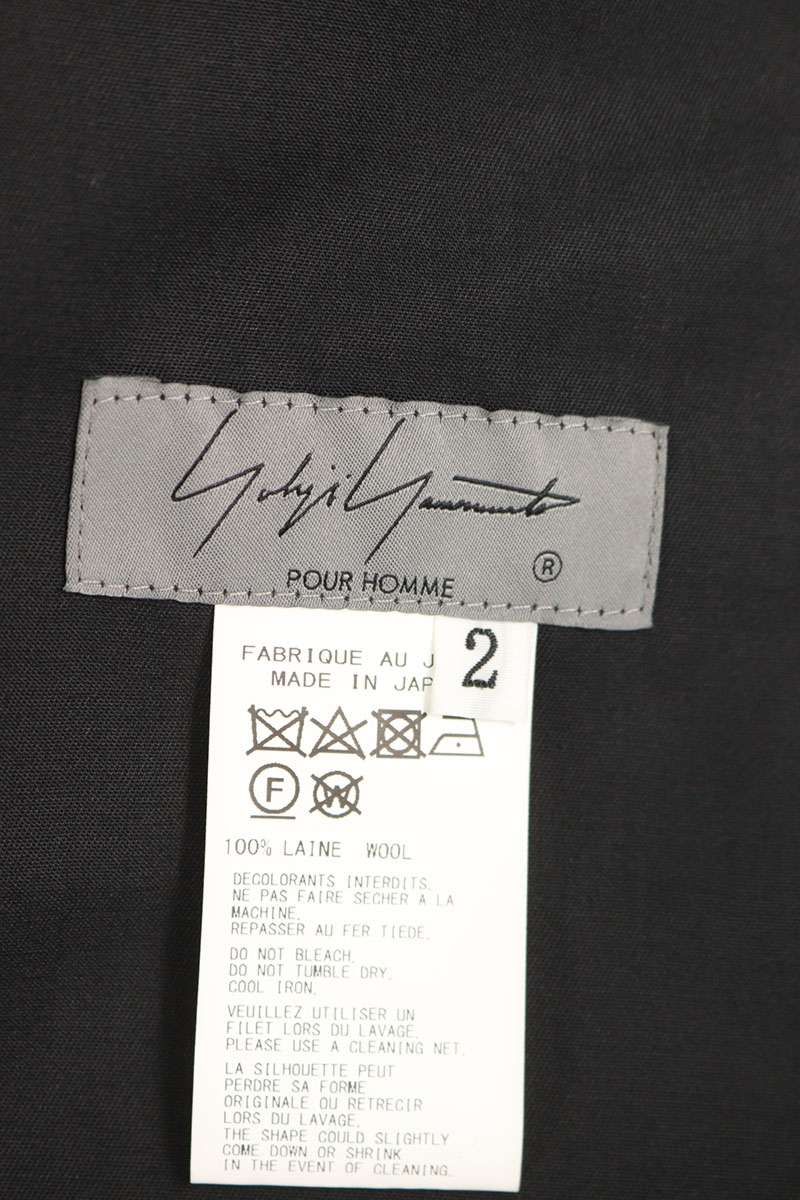 Yohji Yamamoto
®
POUR HOMME
2
FABRIQUE AU J
MADE IN JAP
F
W
100% LAINE WOOL
DECOLORANTS INTERDITS.
NE PAS FAIRE SECHER A LA
MACHINE.
REPASSER AU FER TIEDE.
DO NOT BLEACH.
DO NOT TUMBLE DRY.
COOL IRON.
VEUILLEZ UTILISER UN
FILET LORS DU LAVAGE.
PLEASE USE A CLEANING NET.
LA SILHOUETTE PEUT
PERDRE SA FORME
ORIGINALE OU RETRECIR
LORS DU LAVAGE.
THE SHAPE COULD SLIGHTLY
COME DOWN OR SHRINK
IN THE EVENT OF CLEANING.